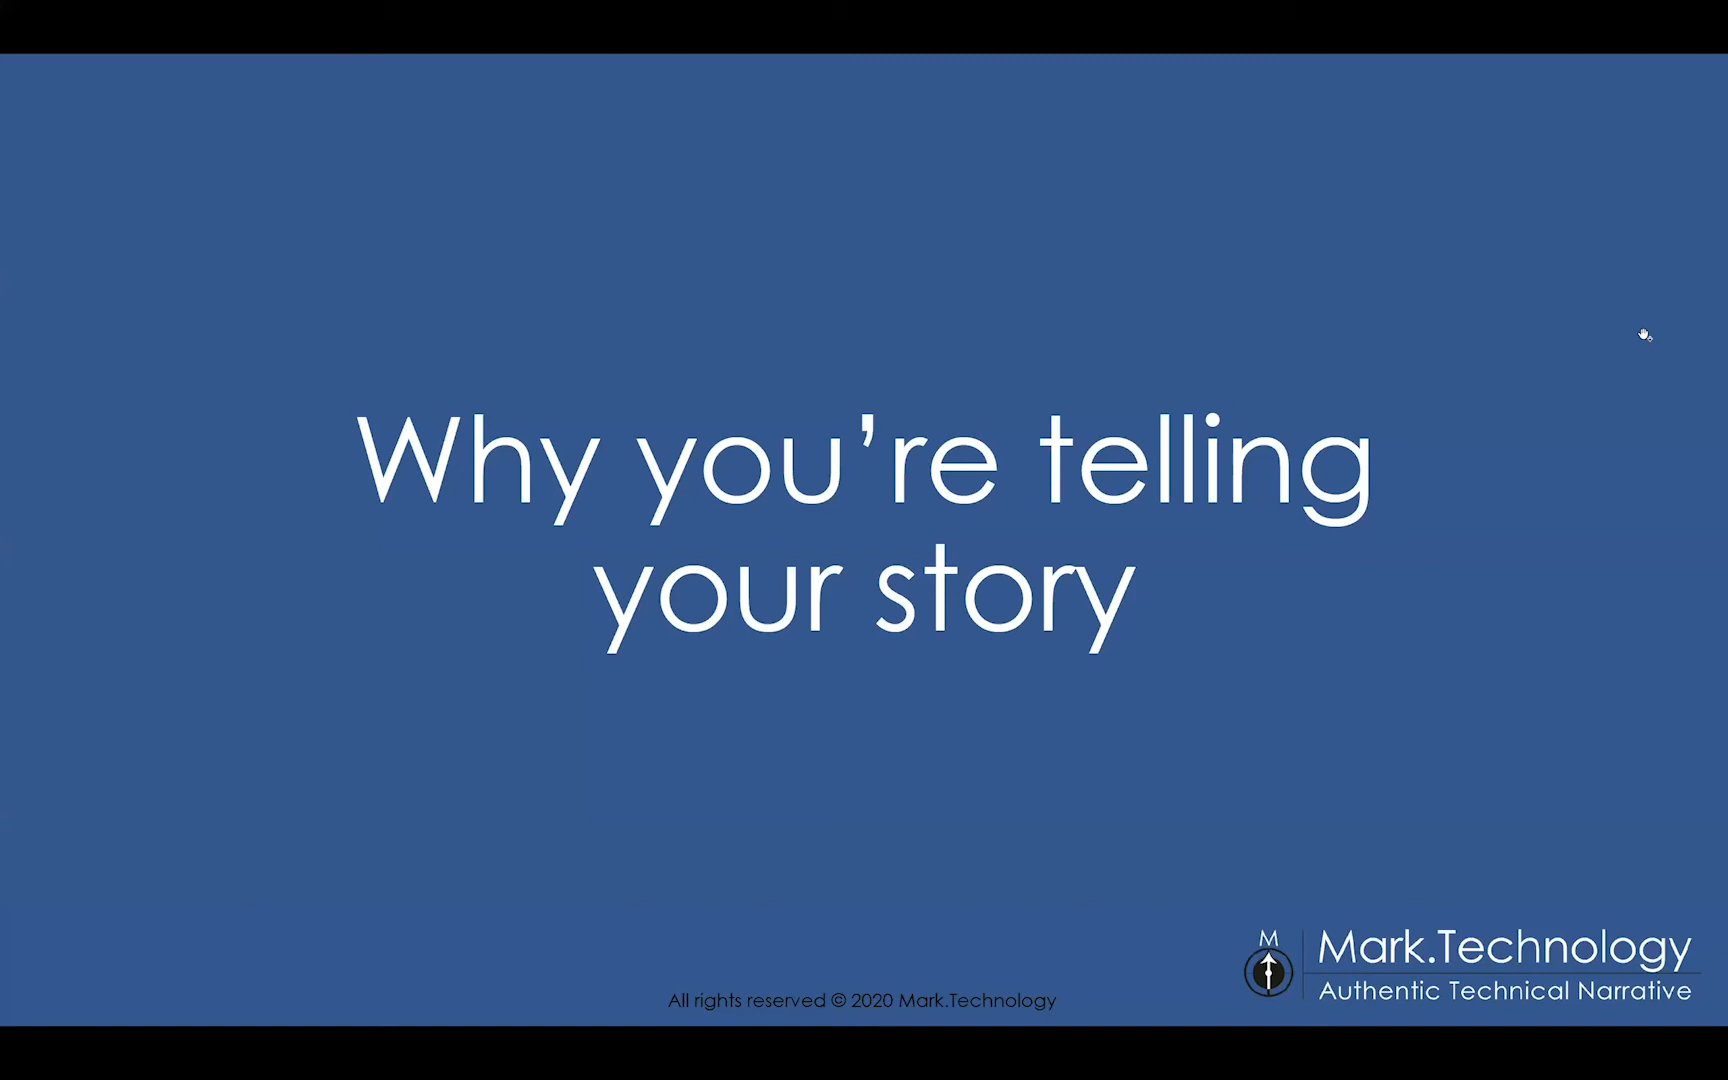 Why you’re telling
your story
M
Mark.Technology
Authentic Technical Narrative
All rights reserved © 2020 Mark.Technology